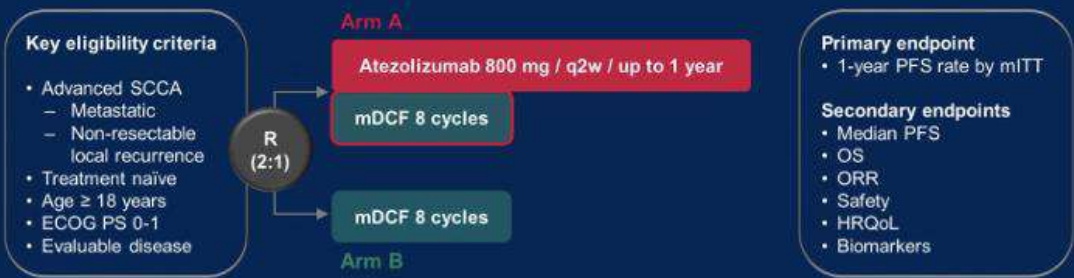 Key eligibility criteria
• Advanced SCCA
– Metastatic
– Non-resectable
local recurrence
• Treatment naïve
• Age ≥ 18 years
• ECOG PS 0-1
• Evaluable disease
R
(2:1)
Arm A
Atezolizumab 800 mg / q2w / up to 1 year
mDCF 8 cycles
mDCF 8 cycles
Arm B
Primary endpoint
• 1-year PFS rate by mITT
Secondary endpoints
• Median PFS
• OS
• ORR
• Safety
• HRQoL
• Biomarkers